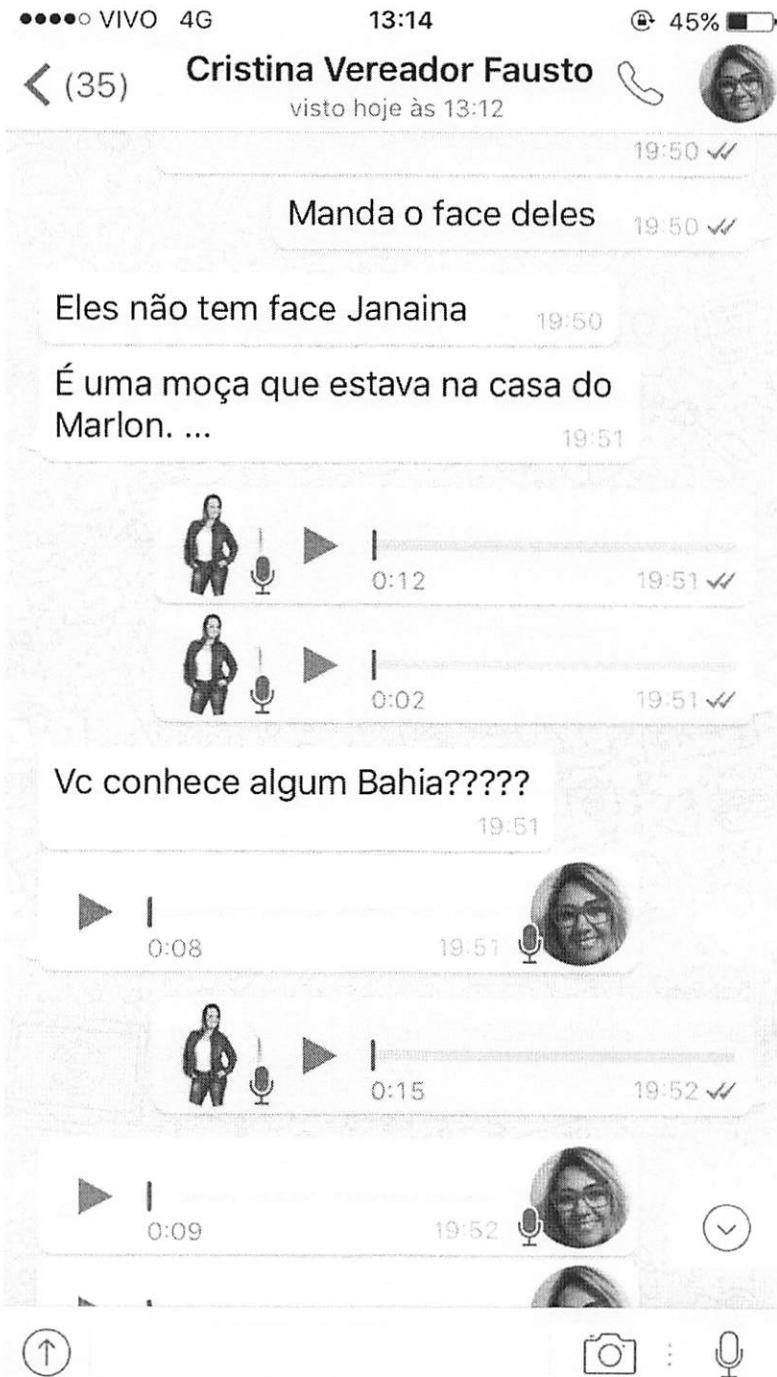 VIVO 4G 13:14 45%
(35) Cristina Vereador Fausto
visto hoje às 13:12
19:50
Manda o face deles 19:50
Eles não tem face Janaina 19:50
É uma moça que estava na casa do
Marlon. ... 19:51
0:12 19:51
0:02 19:51
Vc conhece algum Bahia?????
19:51
0:08 19:51
0:15 19:52
0:09 19:52